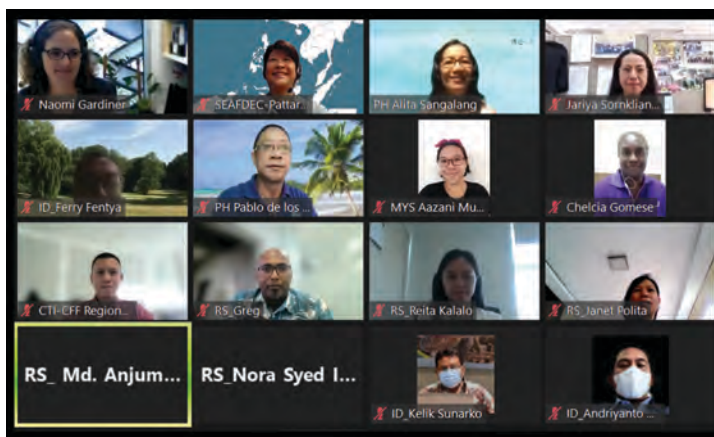 Naomi Gardiner
SEAFDEC-Pattar...
PH Alita Sangalang
Jariya Sornklian...
ID_Ferry Fentya
PH Pablo de los ...
MYS Aazani Mu...
Chelcia Gomese
CTI-CFF Region...
RS_Greg
RS_Reita Kalalo
RS_Janet Polita
RS_ Md. Anjum...
RS_Nora Syed I...
ID_Kelik Sunarko
ID_Andriyanto ...